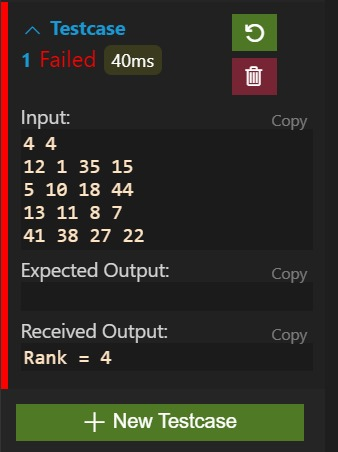 Testcase
1 Failed 40ms
Input:
Copy
4 4
12 1 35 15
5 10 18 44
13 11 8 7
41 38 27 22
Expected Output:
Copy
Received Output:
Copy
Rank = 4
+ New Testcase